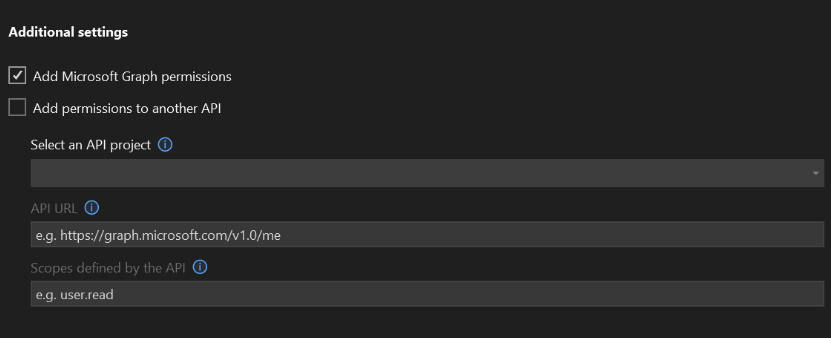 Additional settings
Add Microsoft Graph permissions
Add permissions to another API
Select an API project
API URL
e.g. https://graph.microsoft.com/v1.0/me
Scopes defined by the API
e.g. user.read